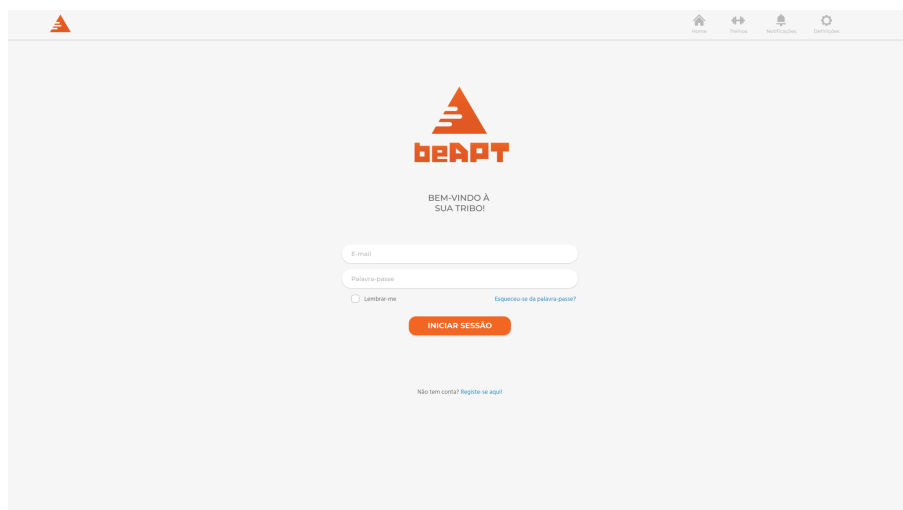 Home
Treinos
Notificações
Definições
beAPT
BEM-VINDO À
SUA TRIBO!
E-mail
Palavra-passe
Lembrar-me
Esqueceu-se da palavra-passe?
INICIAR SESSÃO
Não tem conta? Registe-se aqui!